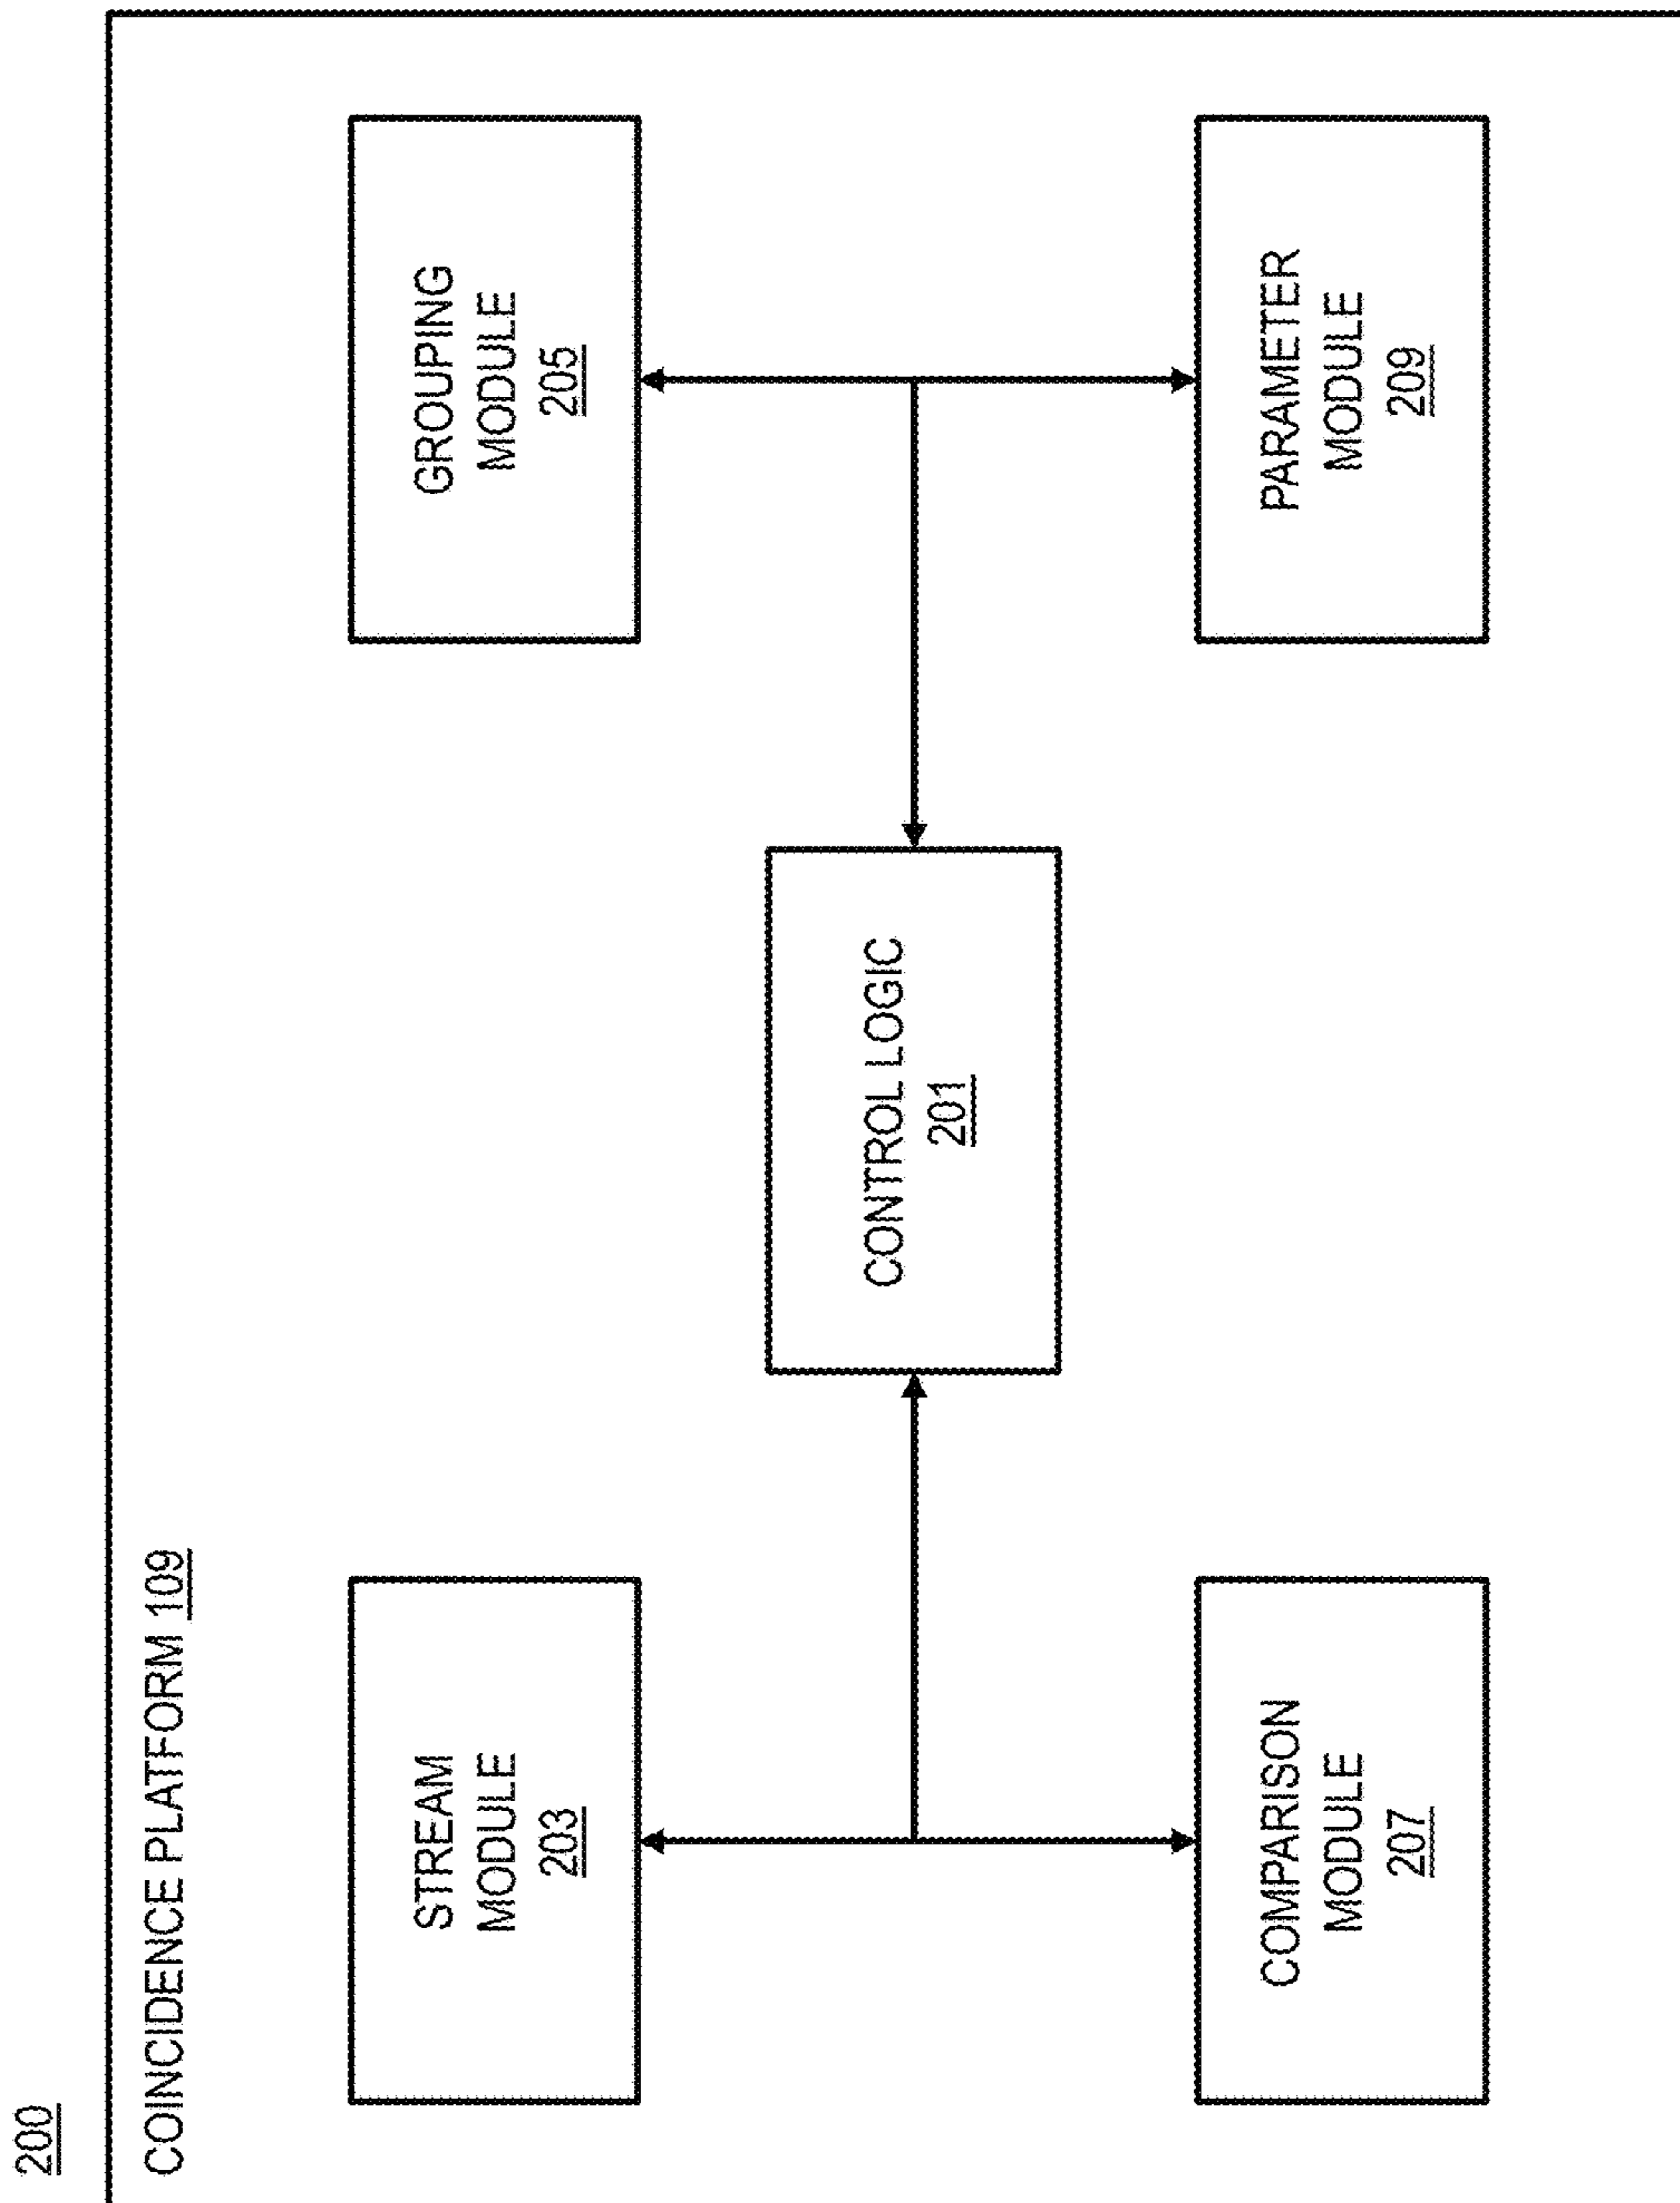 200
COINCIDENCE PLATFORM 109
STREAM
MODULE
203
GROUPING
MODULE
205
CONTROL LOGIC
201
COMPARISON
MODULE
207
PARAMETER
MODULE
209